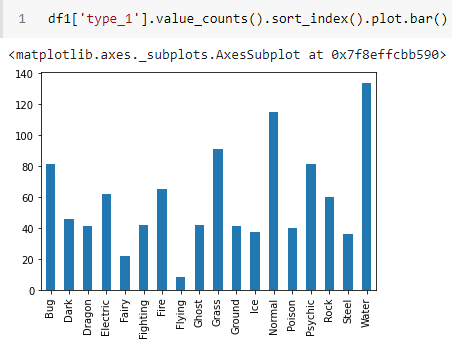 1 df1['type_1'].value_counts().sort_index().plot.bar()
<matplotlib.axes._subplots.AxesSubplot at 0x7f8effcbb590>
140
120
100
80
60
40
20
0
Bug Dark Dragon Electric Fairy Fighting Fire Flying Ghost Grass Ground Ice Normal Poison Psychic Rock Steel Water